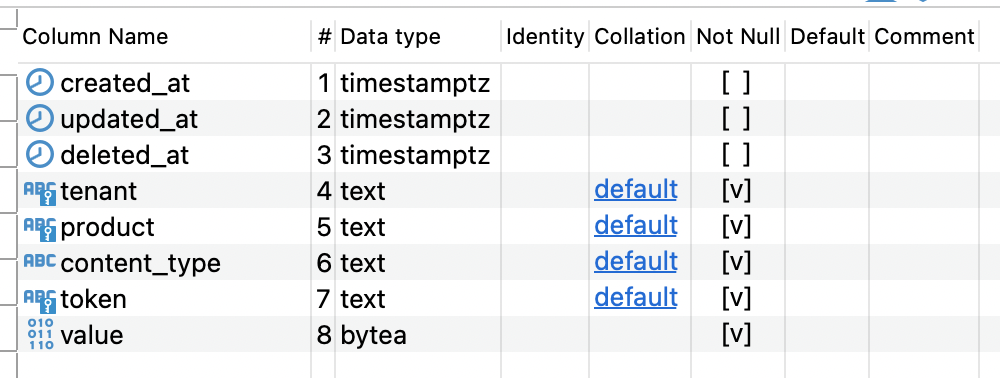 Column Name # Data type Identity Collation Not Null Default Comment
created_at 1 timestamptz [ ]
updated_at 2 timestamptz [ ]
deleted_at 3 timestamptz [ ]
ABC tenant 4 text default [v]
ABC product 5 text default [v]
ABC content_type 6 text default [v]
ABC token 7 text default [v]
010 011 110 value 8 bytea [v]